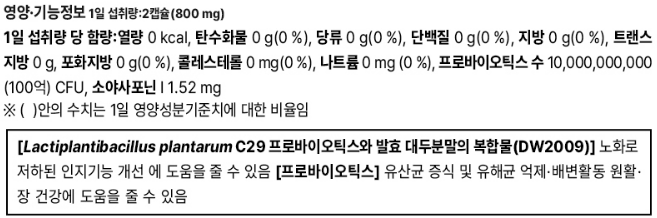 영양·기능정보 1일 섭취량:2캡슐(800 mg)
1일 섭취량 당 함량:열량 0 kcal, 탄수화물 0 g(0 %), 당류 0 g(0 %), 단백질 0 g(0 %), 지방 0 g(0 %), 트랜스
지방 0 g, 포화지방 0 g(0 %), 콜레스테롤 0 mg(0 %), 나트륨 0 mg (0 %), 프로바이오틱스 수 10,000,000,000
(100억) CFU, 소야사포닌 I 1.52 mg
※ (  )안의 수치는 1일 영양성분기준치에 대한 비율임
[Lactiplantibacillus plantarum C29 프로바이오틱스와 발효 대두분말의 복합물(DW2009)] 노화로
저하된 인지기능 개선 에 도움을 줄 수 있음 [프로바이오틱스] 유산균 증식 및 유해균 억제·배변활동 원활·
장 건강에 도움을 줄 수 있음